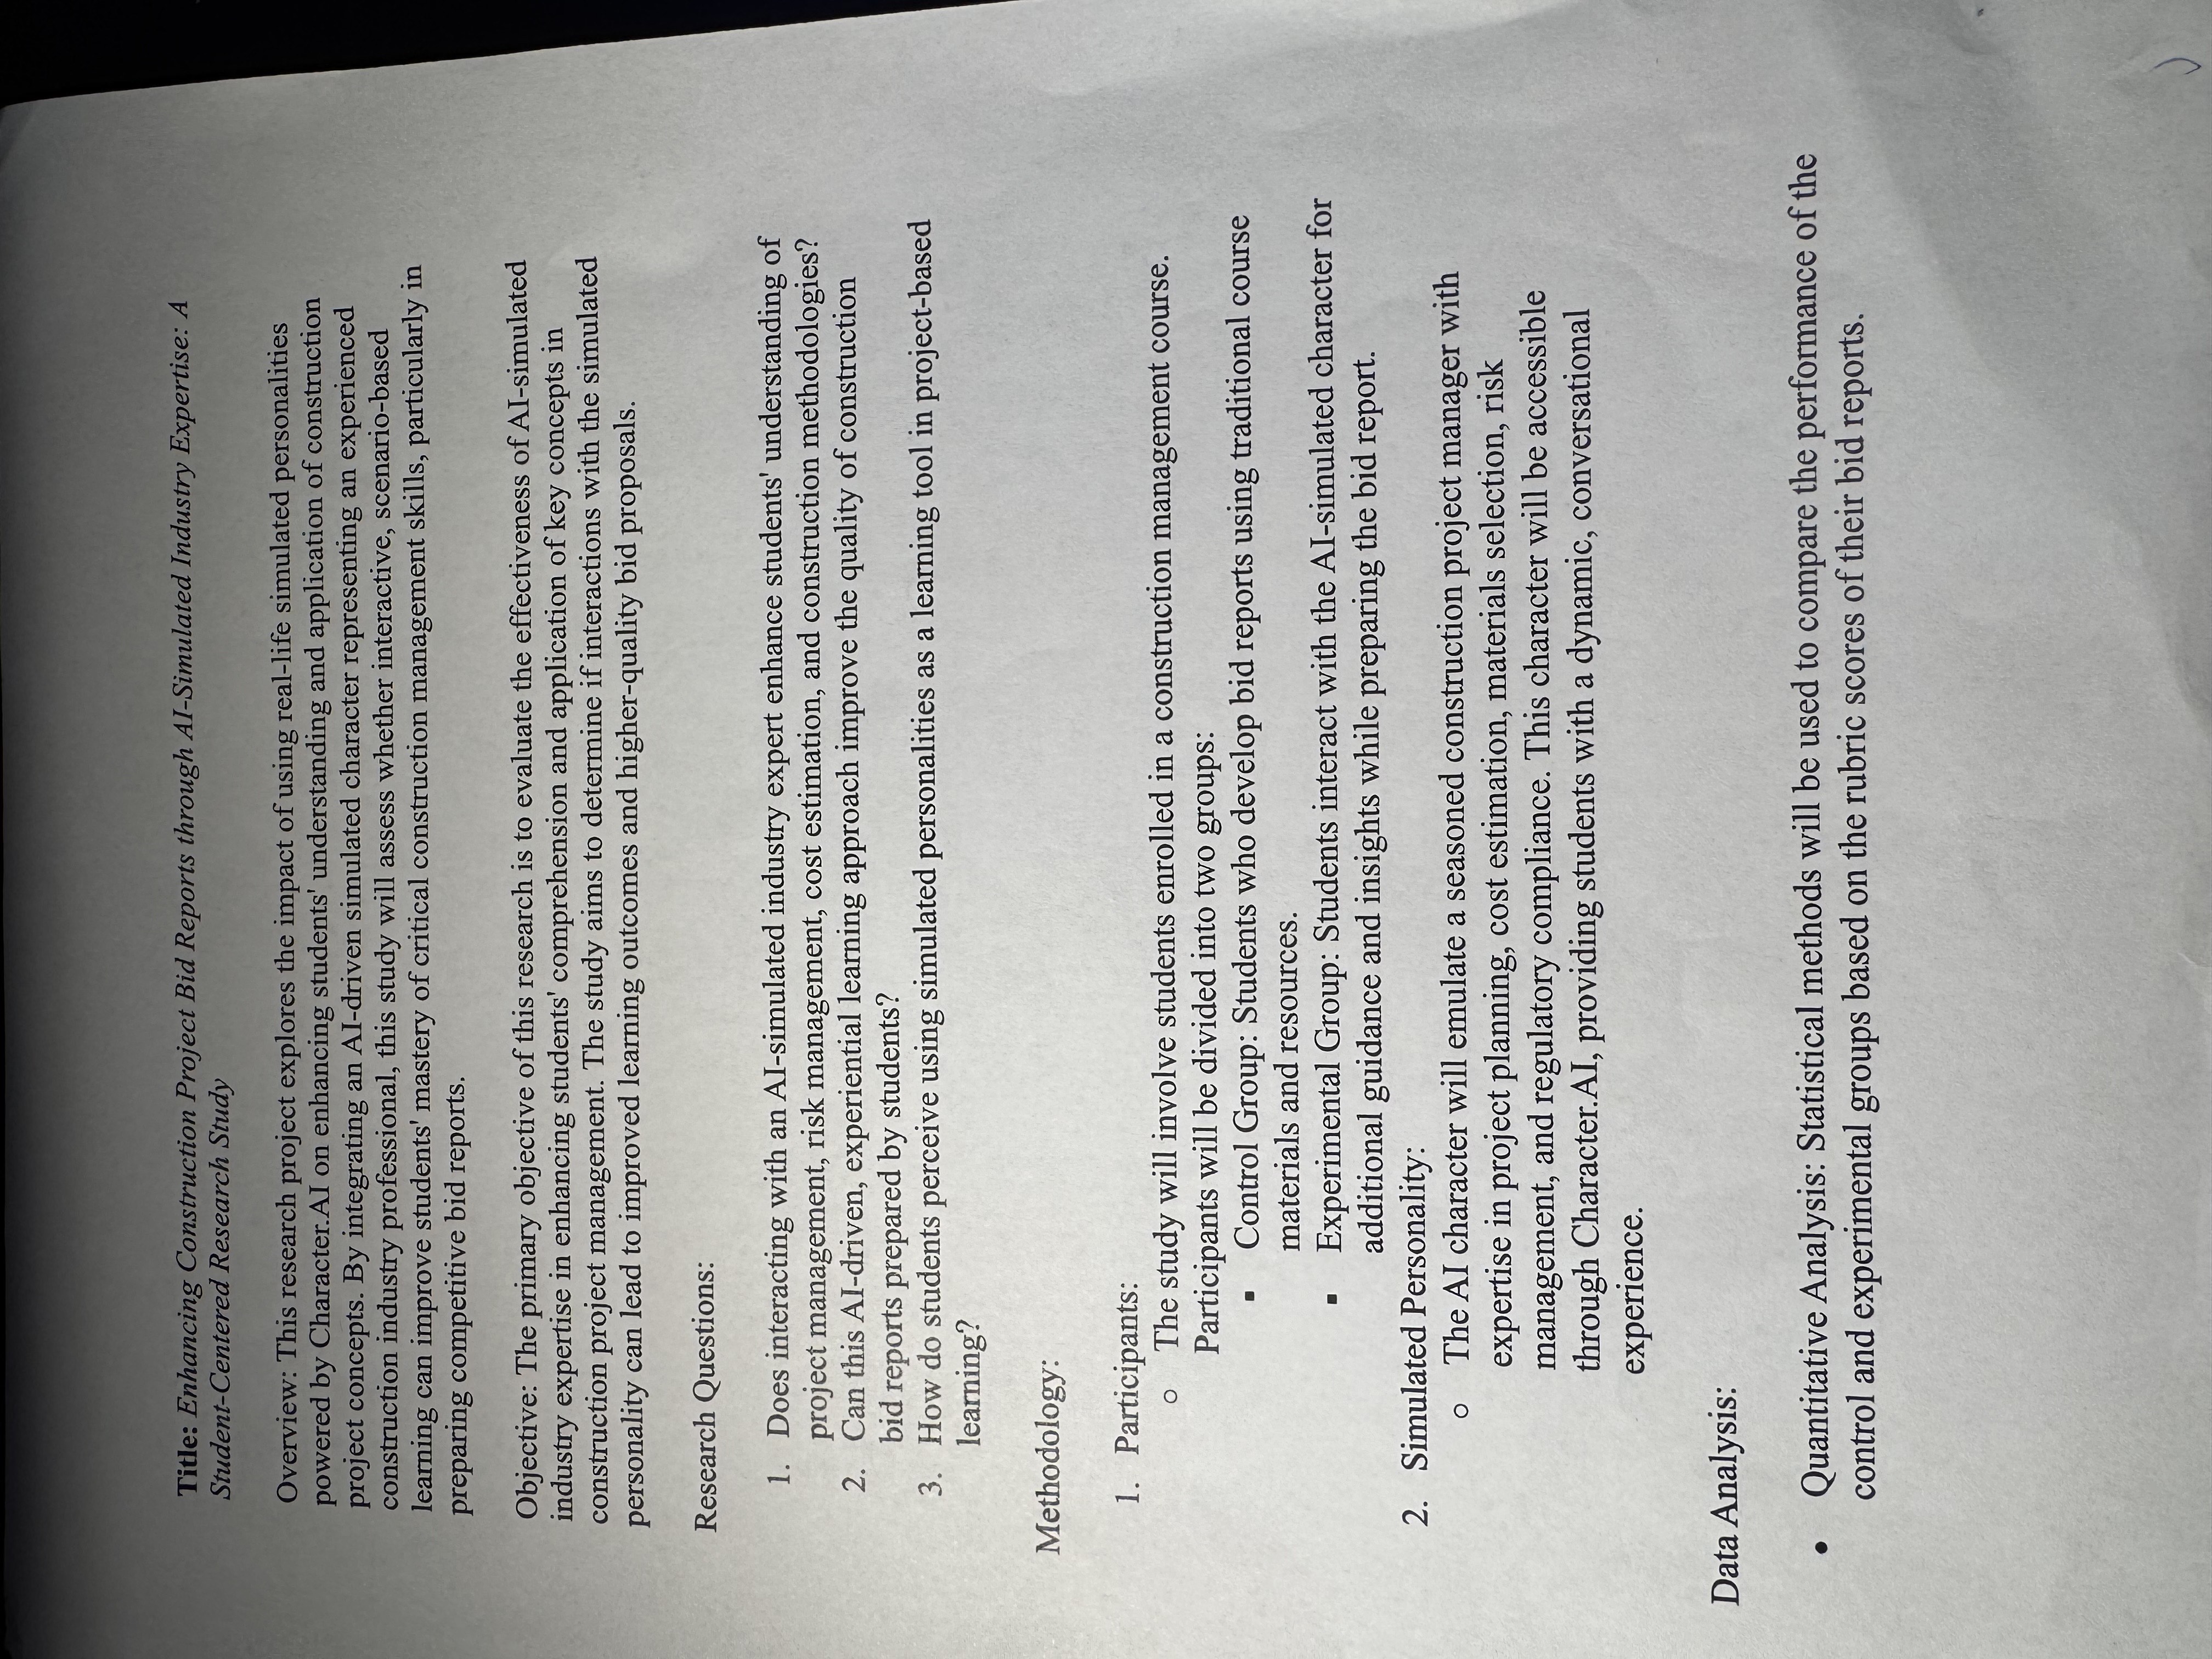 Title: Enhancing Construction Project Bid Reports through AI-Simulated Industry Expertise: A
Student-Centered Research Study
Overview: This research project explores the impact of using real-life simulated personalities
powered by Character.AI on enhancing students' understanding and application of construction
project concepts. By integrating an AI-driven simulated character representing an experienced
construction industry professional, this study will assess whether interactive, scenario-based
learning can improve students' mastery of critical construction management skills, particularly in
preparing competitive bid reports.
Objective: The primary objective of this research is to evaluate the effectiveness of AI-simulated
industry expertise in enhancing students' comprehension and application of key concepts in
construction project management. The study aims to determine if interactions with the simulated
personality can lead to improved learning outcomes and higher-quality bid proposals.
Research Questions:
1. Does interacting with an AI-simulated industry expert enhance students' understanding of
project management, risk management, cost estimation, and construction methodologies?
2. Can this AI-driven, experiential learning approach improve the quality of construction
bid reports prepared by students?
3. How do students perceive using simulated personalities as a learning tool in project-based
learning?
Methodology:
1. Participants:
○ The study will involve students enrolled in a construction management course.
Participants will be divided into two groups:
▪ Control Group: Students who develop bid reports using traditional course
materials and resources.
▪ Experimental Group: Students interact with the AI-simulated character for
additional guidance and insights while preparing the bid report.
2. Simulated Personality:
○ The AI character will emulate a seasoned construction project manager with
expertise in project planning, cost estimation, materials selection, risk
management, and regulatory compliance. This character will be accessible
through Character.AI, providing students with a dynamic, conversational
experience.
Data Analysis:
● Quantitative Analysis: Statistical methods will be used to compare the performance of the
control and experimental groups based on the rubric scores of their bid reports.